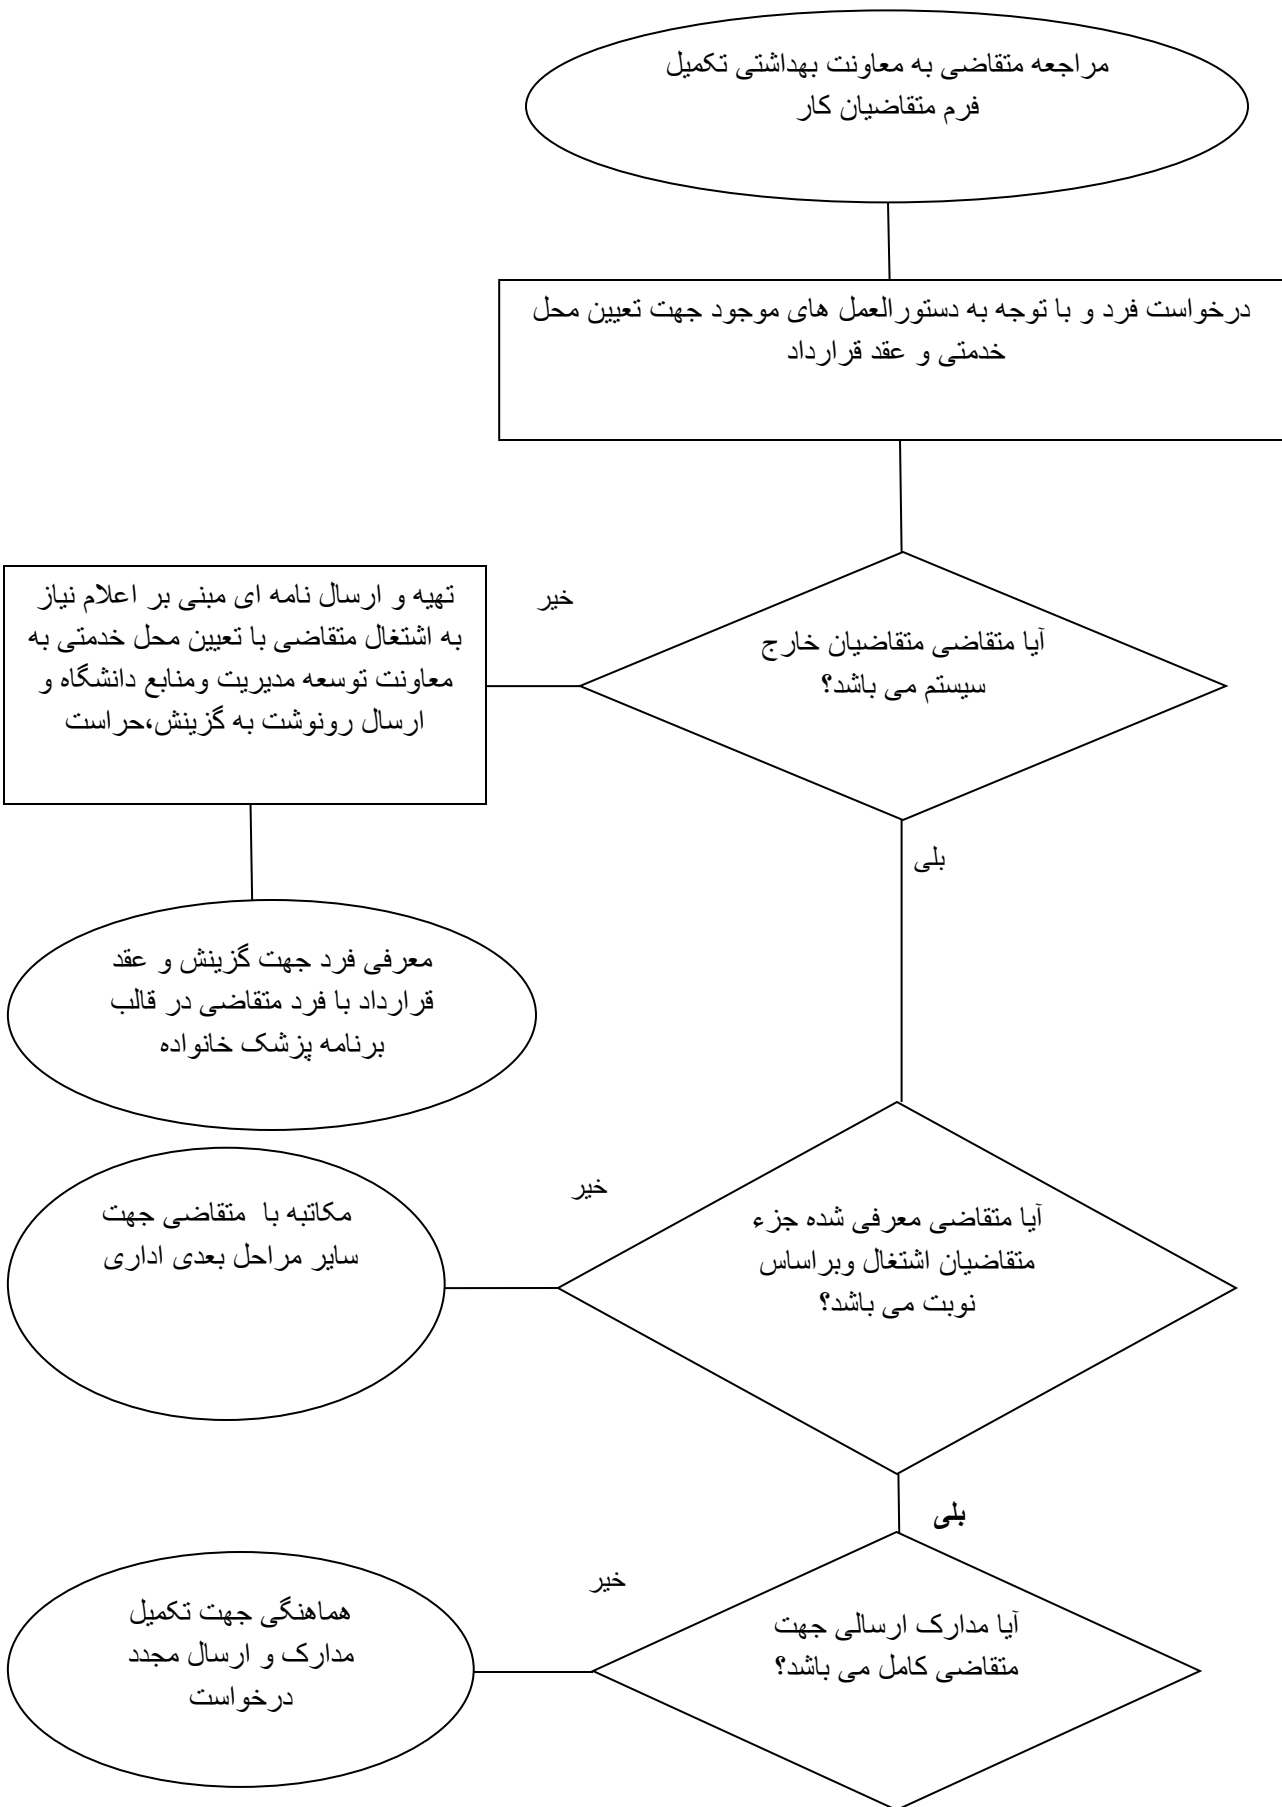 مراجعه متقاضی به معاونت بهداشتی تکمیل
فرم متقاضیان کار
درخواست فرد و با توجه به دستورالعمل های موجود جهت تعیین محل
خدمتی و عقد قرارداد
آیا متقاضی متقاضیان خارج
سیستم می باشد؟
خیر
تهیه و ارسال نامه ای مبنی بر اعلام نیاز
به اشتغال متقاضی با تعیین محل خدمتی به
معاونت توسعه مدیریت ومنابع دانشگاه و
ارسال رونوشت به گزینش،حراست
بلی
معرفی فرد جهت گزینش و عقد
قرارداد با فرد متقاضی در قالب
برنامه پزشک خانواده
آیا متقاضی معرفی شده جزء
متقاضیان اشتغال وبراساس
نوبت می باشد؟
خیر
مکاتبه با  متقاضی جهت
سایر مراحل بعدی اداری
بلی
آیا مدارک ارسالی جهت
متقاضی کامل می باشد؟
خیر
هماهنگی جهت تکمیل
مدارک و ارسال مجدد
درخواست